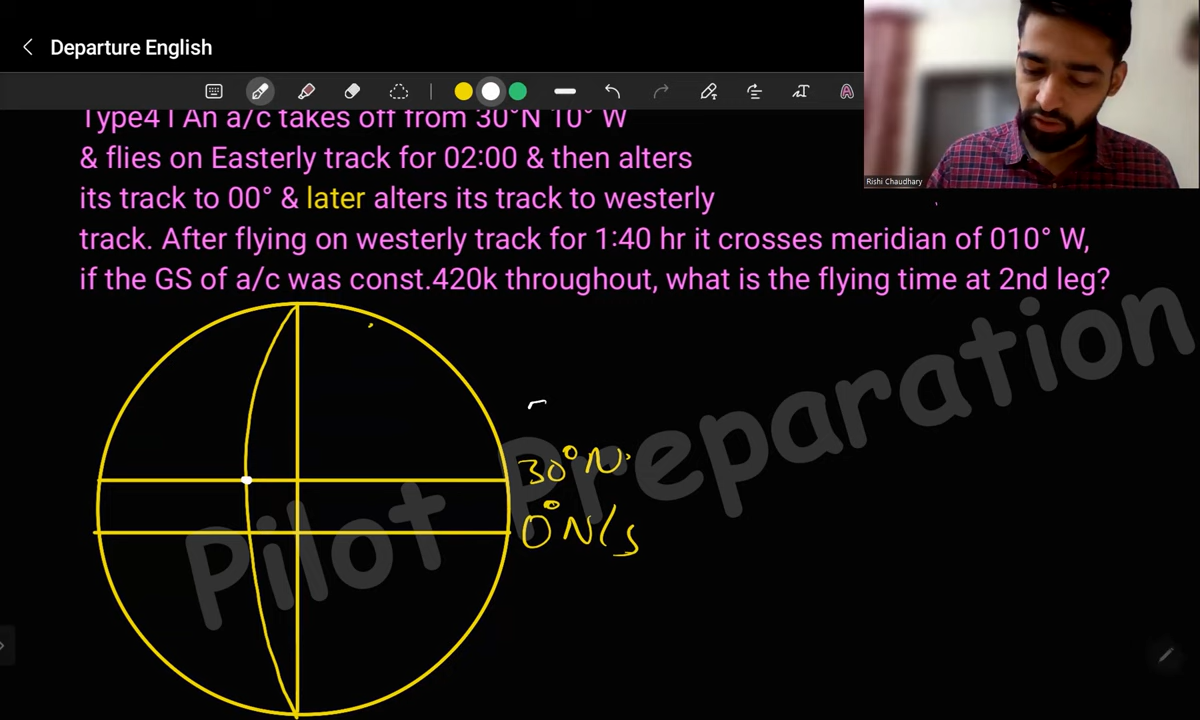 Departure English
Type4 l An a/c takes off from 30°N 10° W
& flies on Easterly track for 02:00 & then alters
its track to 00° & later alters its track to westerly
track. After flying on westerly track for 1:40 hr it crosses meridian of 010° W,
if the GS of a/c was const.420k throughout, what is the flying time at 2nd leg?
Rishi Chaudhary
30°N
0°N/S
Pilot Preparation